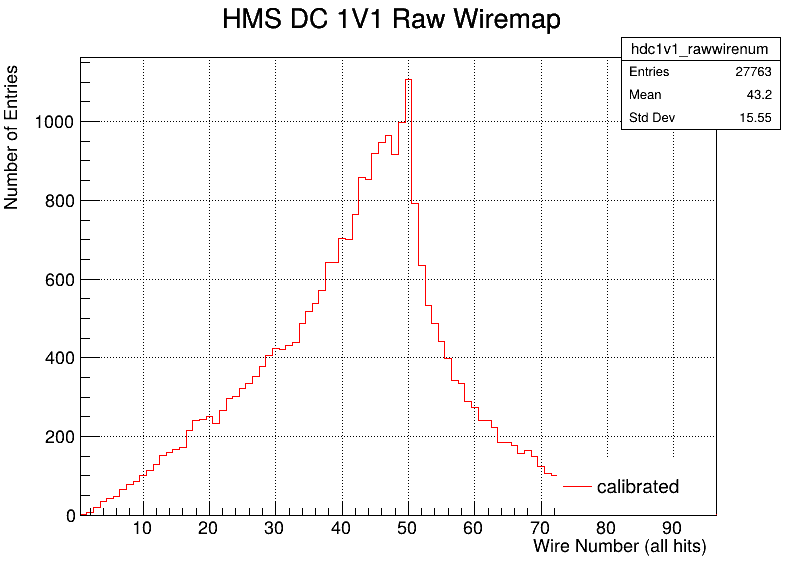 HMS DC 1V1 Raw Wiremap
hdc1v1_rawwirenum
Entries 27763
Mean 43.2
Std Dev 15.55
Number of Entries
1000
800
600
400
200
0
10 20 30 40 50 60 70 80 90
Wire Number (all hits)
calibrated